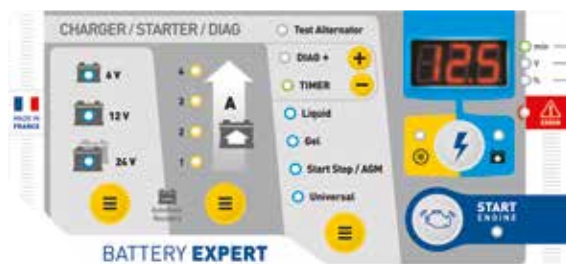 CHARGER / STARTER / DIAG
Test Alternator
DIAG +
TIMER
Liquid
Gel
Start Stop / AGM
Universal
6 V
12 V
24 V
4
3
2
1
A
12.5
min
V
%
MADE IN
FRANCE
ERROR
START
ENGINE
BATTERY EXPERT